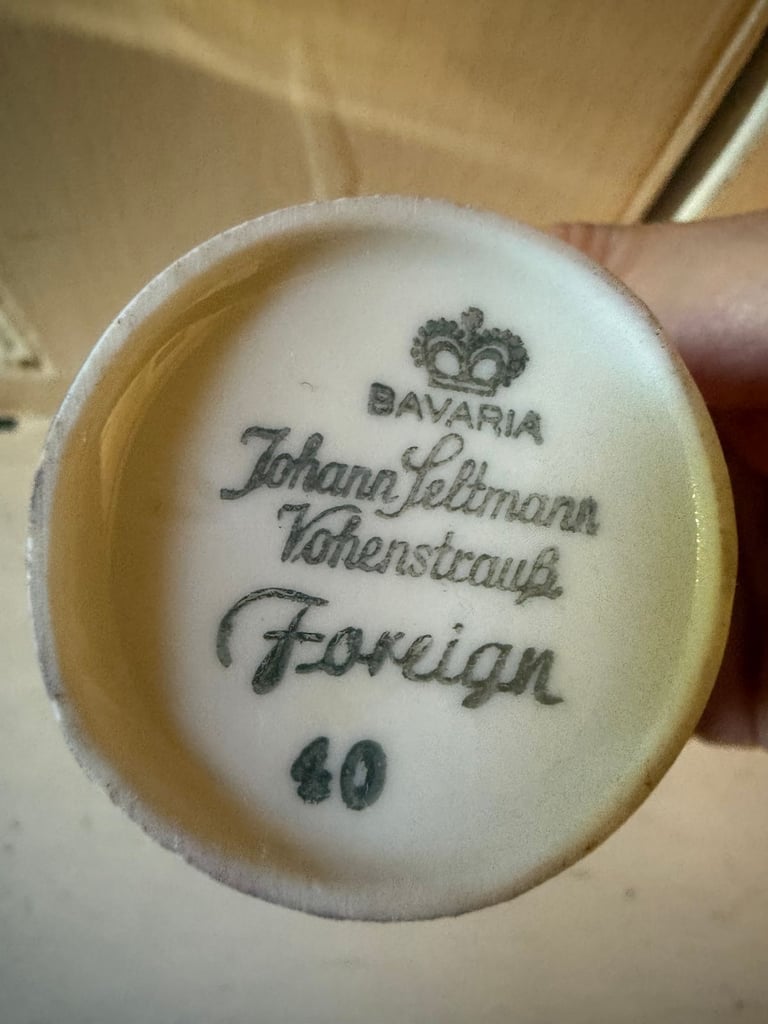 BAVARIA
Johann Seltmann
Vohenstrauß
Foreign
40